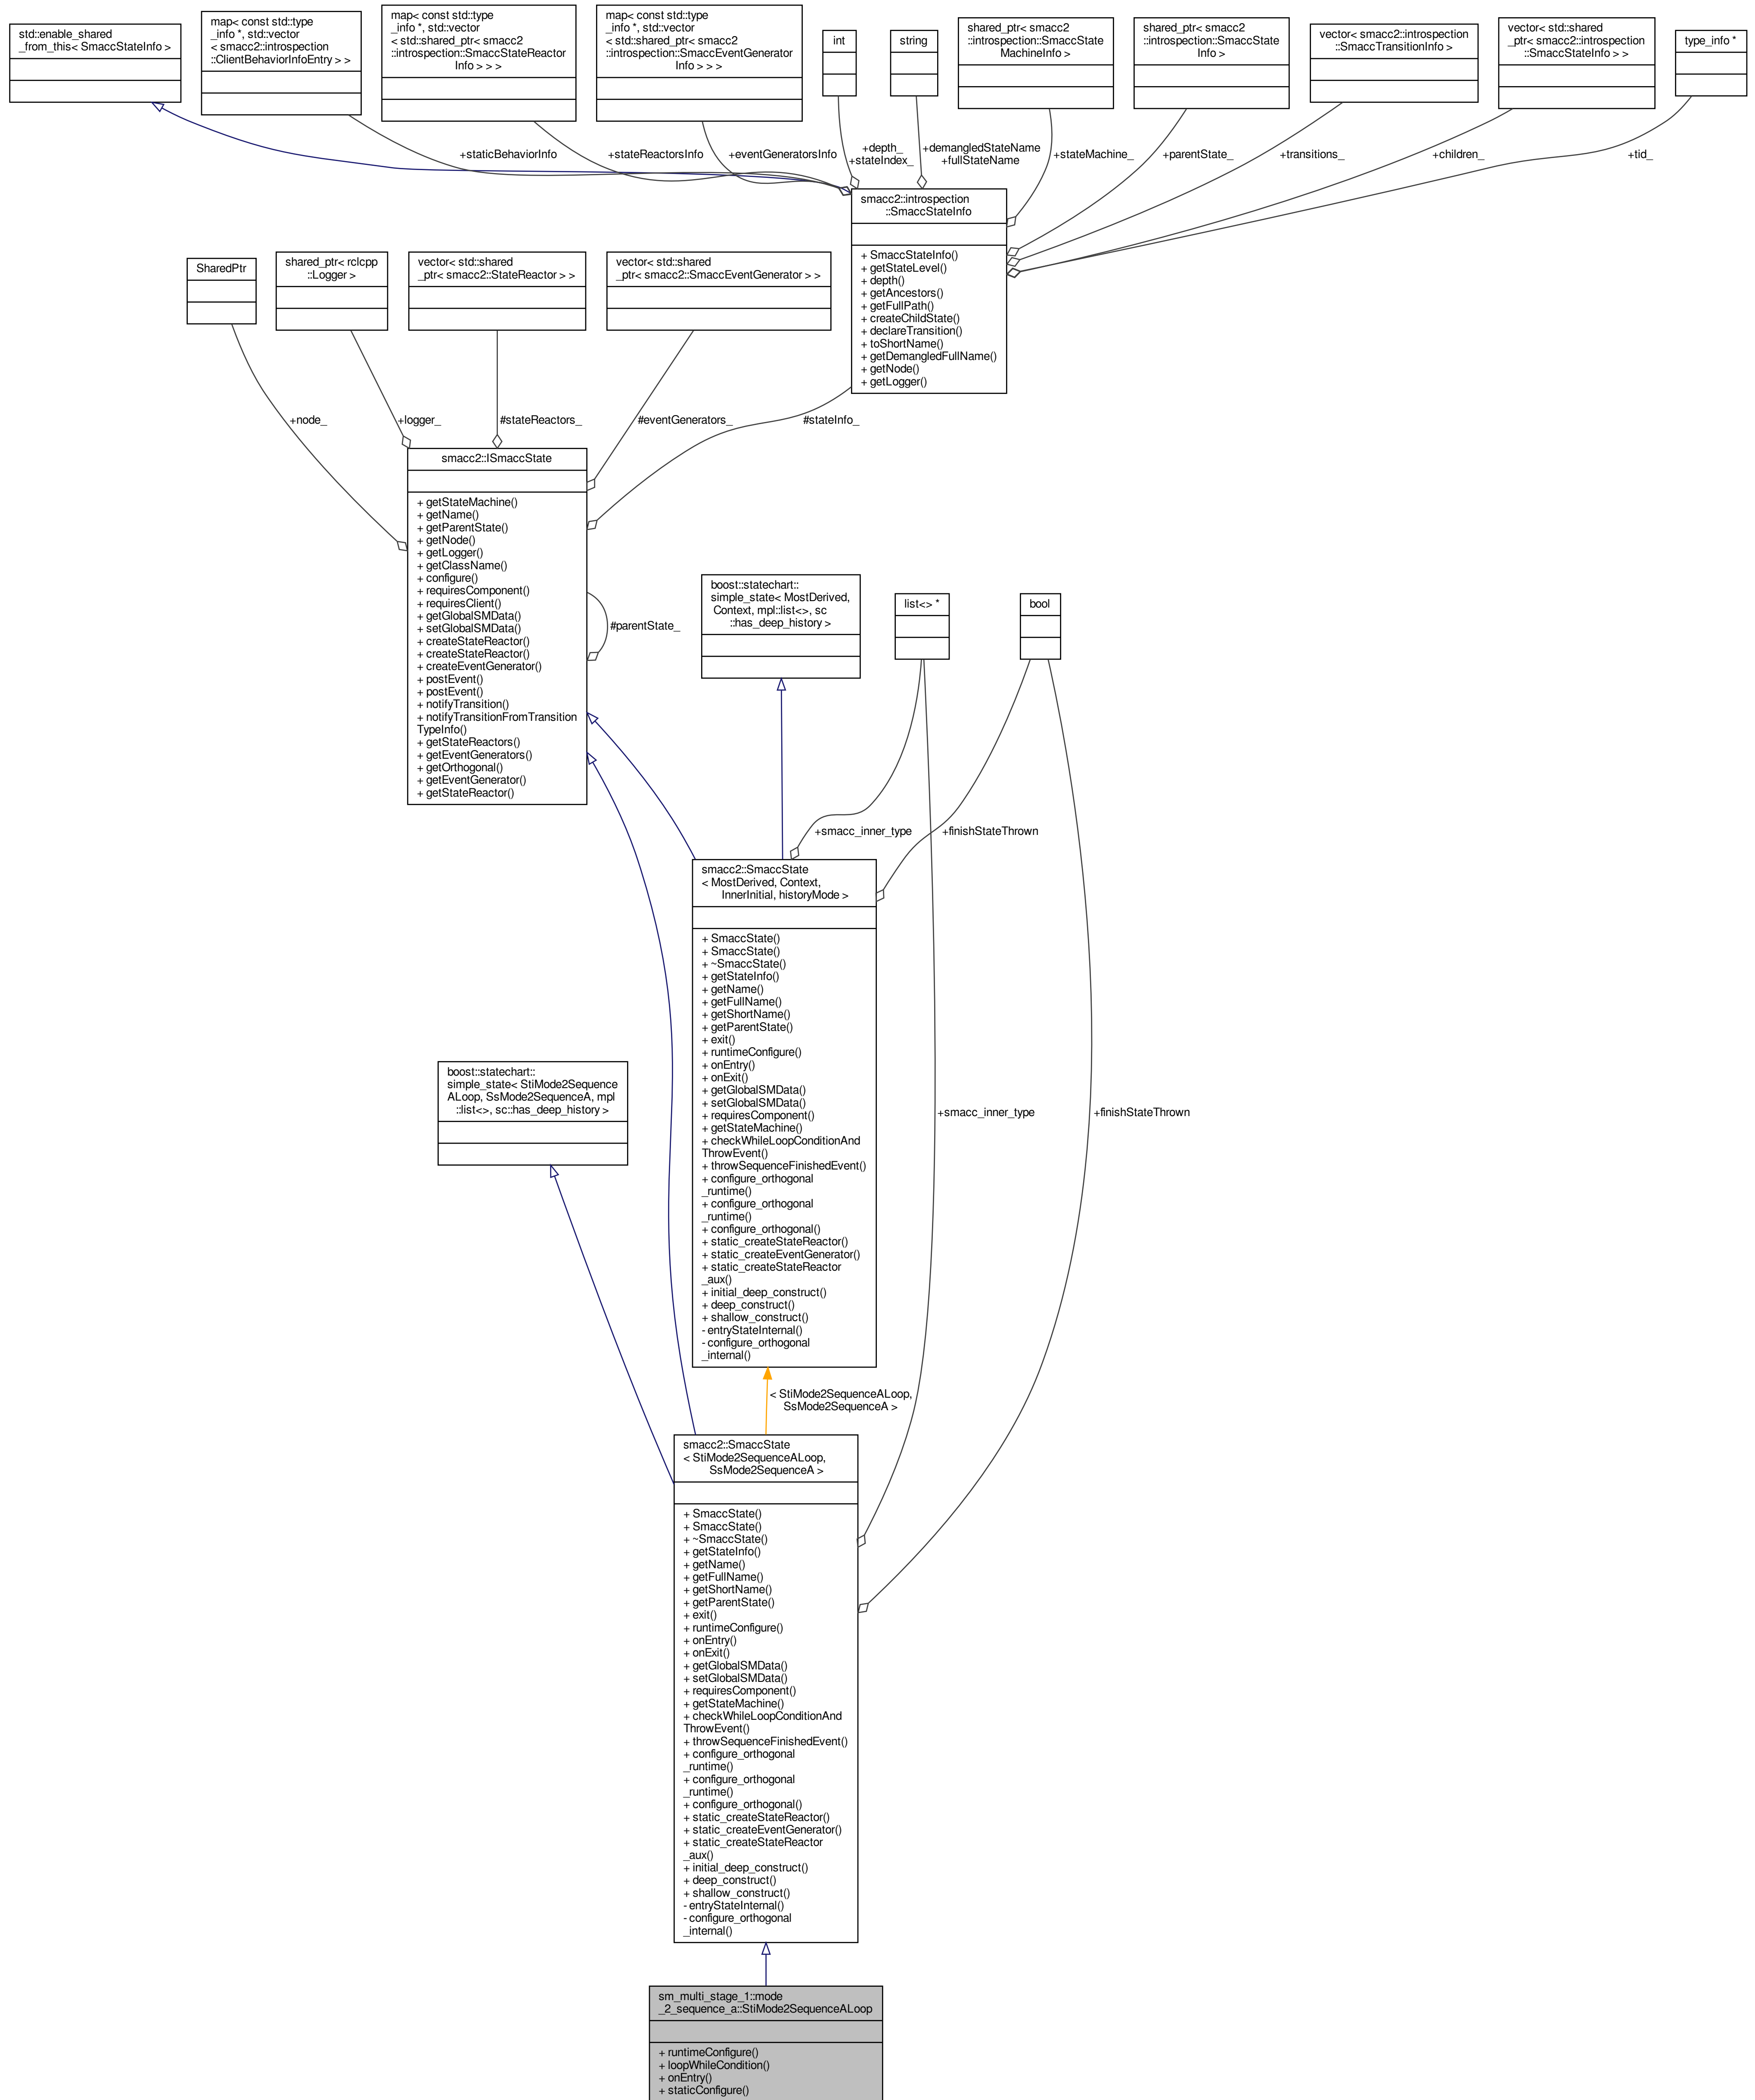 std::enable_shared
_from_this< SmaccStateInfo >
map< const std::type
_info *, std::vector
< smacc2::introspection
::ClientBehaviorInfoEntry > >
map< const std::type
_info *, std::vector
< std::shared_ptr< smacc2
::introspection::SmaccStateReactor
Info > > >
map< const std::type
_info *, std::vector
< std::shared_ptr< smacc2
::introspection::SmaccEventGenerator
Info > > >
int
string
shared_ptr< smacc2
::introspection::SmaccState
MachineInfo >
shared_ptr< smacc2
::introspection::SmaccState
Info >
vector< smacc2::introspection
::SmaccTransitionInfo >
vector< std::shared
_ptr< smacc2::introspection
::SmaccStateInfo > >
type_info *
+staticBehaviorInfo
+stateReactorsInfo
+eventGeneratorsInfo
+depth_
+stateIndex_
+demangledStateName
+fullStateName
+stateMachine_
+parentState_
+transitions_
+children_
+tid_
smacc2::introspection
::SmaccStateInfo
+ SmaccStateInfo()
+ getStateLevel()
+ depth()
+ getAncestors()
+ getFullPath()
+ createChildState()
+ declareTransition()
+ toShortName()
+ getDemangledFullName()
+ getNode()
+ getLogger()
SharedPtr
shared_ptr< rclcpp
::Logger >
vector< std::shared
_ptr< smacc2::StateReactor > >
vector< std::shared
_ptr< smacc2::SmaccEventGenerator > >
+node_
+logger_
#stateReactors_
#eventGenerators_
#stateInfo_
smacc2::ISmaccState
+ getStateMachine()
+ getName()
+ getParentState()
+ getNode()
+ getLogger()
+ getClassName()
+ configure()
+ requiresComponent()
+ requiresClient()
+ getGlobalSMData()
+ setGlobalSMData()
+ createStateReactor()
+ createStateReactor()
+ createEventGenerator()
+ postEvent()
+ postEvent()
+ notifyTransition()
+ notifyTransitionFromTransition
TypeInfo()
+ getStateReactors()
+ getEventGenerators()
+ getOrthogonal()
+ getEventGenerator()
+ getStateReactor()
#parentState_
boost::statechart::
simple_state< MostDerived,
Context, mpl::list<>, sc
::has_deep_history >
list<> *
bool
+smacc_inner_type
+finishStateThrown
smacc2::SmaccState
< MostDerived, Context,
InnerInitial, historyMode >
+ SmaccState()
+ SmaccState()
+ ~SmaccState()
+ getStateInfo()
+ getName()
+ getFullName()
+ getShortName()
+ getParentState()
+ exit()
+ runtimeConfigure()
+ onEntry()
+ onExit()
+ getGlobalSMData()
+ setGlobalSMData()
+ requiresComponent()
+ getStateMachine()
+ checkWhileLoopConditionAnd
ThrowEvent()
+ throwSequenceFinishedEvent()
+ configure_orthogonal
_runtime()
+ configure_orthogonal
_runtime()
+ configure_orthogonal()
+ static_createStateReactor()
+ static_createEventGenerator()
+ static_createStateReactor
_aux()
+ initial_deep_construct()
+ deep_construct()
+ shallow_construct()
- entryStateInternal()
- configure_orthogonal
_internal()
boost::statechart::
simple_state< StiMode2Sequence
ALoop, SsMode2SequenceA, mpl
::list<>, sc::has_deep_history >
+smacc_inner_type
+finishStateThrown
< StiMode2SequenceALoop,
SsMode2SequenceA >
smacc2::SmaccState
< StiMode2SequenceALoop,
SsMode2SequenceA >
+ SmaccState()
+ SmaccState()
+ ~SmaccState()
+ getStateInfo()
+ getName()
+ getFullName()
+ getShortName()
+ getParentState()
+ exit()
+ runtimeConfigure()
+ onEntry()
+ onExit()
+ getGlobalSMData()
+ setGlobalSMData()
+ requiresComponent()
+ getStateMachine()
+ checkWhileLoopConditionAnd
ThrowEvent()
+ throwSequenceFinishedEvent()
+ configure_orthogonal
_runtime()
+ configure_orthogonal
_runtime()
+ configure_orthogonal()
+ static_createStateReactor()
+ static_createEventGenerator()
+ static_createStateReactor
_aux()
+ initial_deep_construct()
+ deep_construct()
+ shallow_construct()
- entryStateInternal()
- configure_orthogonal
_internal()
sm_multi_stage_1::mode
_2_sequence_a::StiMode2SequenceALoop
+ runtimeConfigure()
+ loopWhileCondition()
+ onEntry()
+ staticConfigure()